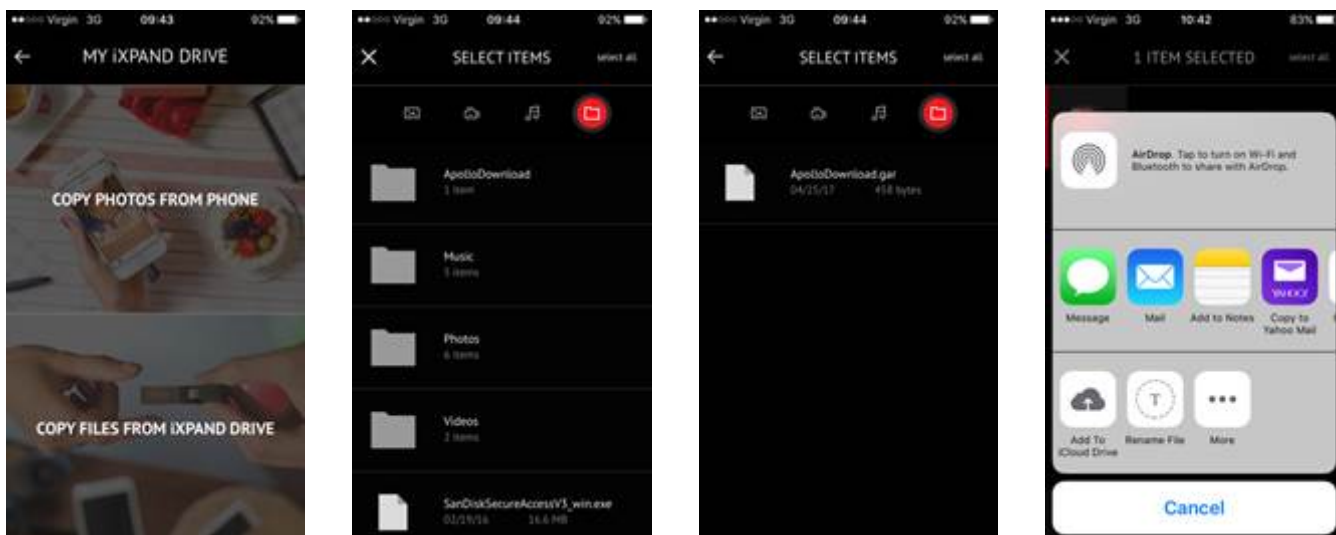 Virgin 3G 09:43 92%
MY iXPAND DRIVE
COPY PHOTOS FROM PHONE
COPY FILES FROM iXPAND DRIVE
Virgin 3G 09:44 92%
SELECT ITEMS select all
ApolloDownload
1 item
Music
5 items
Photos
6 items
Videos
2 items
SanDiskSecureAccessV3_win.exe
02/19/16 16.6 MB
Virgin 3G 09:44 92%
SELECT ITEMS select all
ApolloDownload.gar
04/25/17 458 bytes
Virgin 3G 10:42 83%
1 ITEM SELECTED select all
AirDrop. Tap to turn on Wi-Fi and
Bluetooth to share with AirDrop.
YAHOO!
Message Mail Add to Notes Copy to
Yahoo Mail
T
Add To Rename File More
iCloud Drive
Cancel